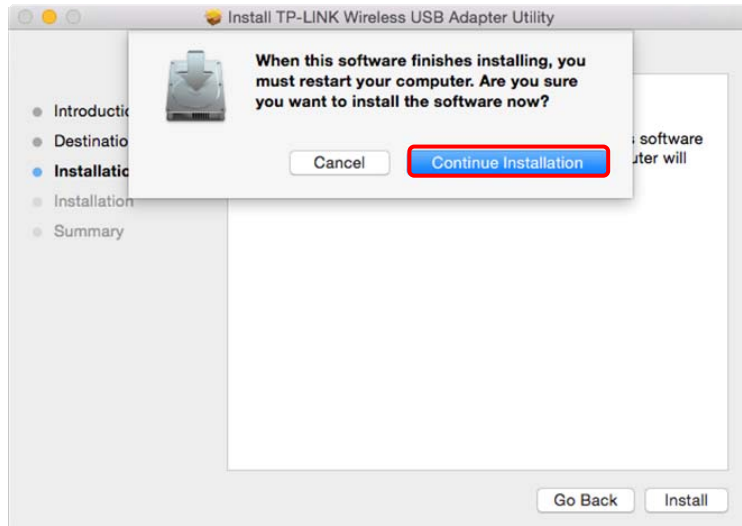 Install TP-LINK Wireless USB Adapter Utility
When this software finishes installing, you
must restart your computer. Are you sure
you want to install the software now?
Cancel
Continue Installation
Introductio
Destinatio
Installatio
Installation
Summary
s software
uter will
Go Back
Install